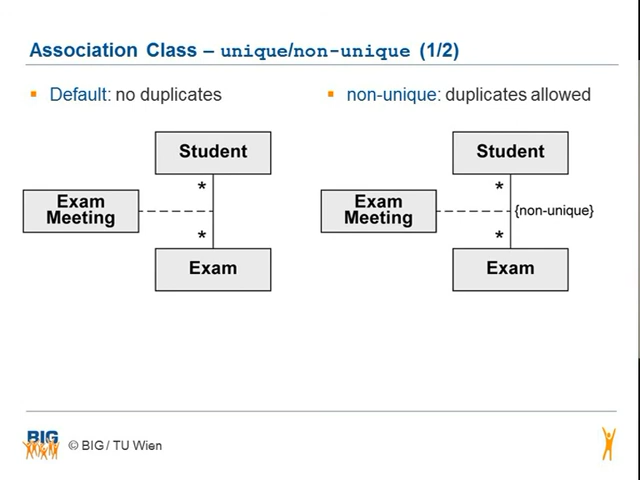 Association Class – unique/non-unique (1/2)
Default: no duplicates
non-unique: duplicates allowed
Student
*
Exam
Meeting
*
Exam
Student
*
Exam
Meeting
{non-unique}
*
Exam
BIG
© BIG / TU Wien